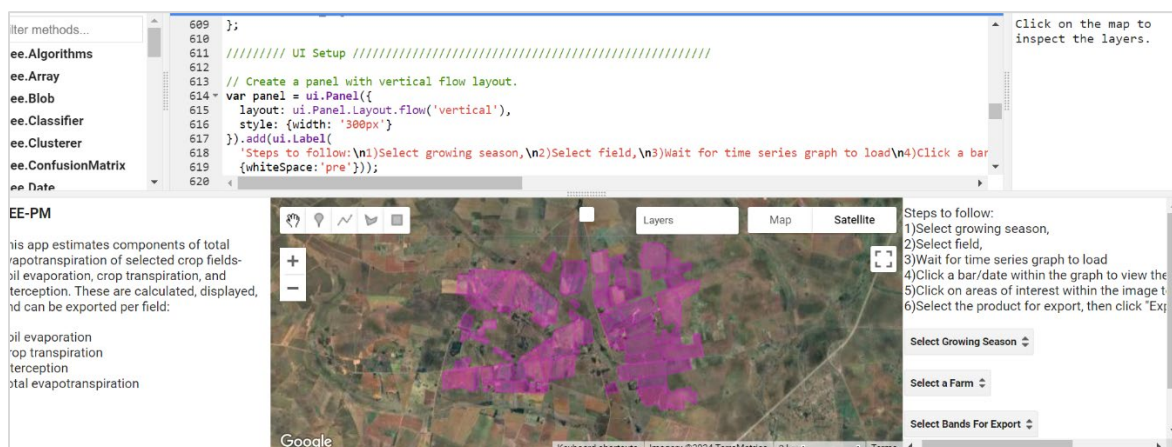 ilter methods...
ee.Algorithms
ee.Array
ee.Blob
ee.Classifier
ee.Clusterer
ee.ConfusionMatrix
ee.Date
609 };
610
611 ///////// UI Setup //////////////////////////////////////////////////////
612
613 // Create a panel with vertical flow layout.
614 var panel = ui.Panel({
615 layout: ui.Panel.Layout.flow('vertical'),
616 style: {width: '300px'}
617 }).add(ui.Label(
618 'Steps to follow:\n1)Select growing season,\n2)Select field,\n3)Wait for time series graph to load\n4)Click a bar
619 {whiteSpace:'pre'}));
620
Click on the map to
inspect the layers.
EE-PM
his app estimates components of total
vapotranspiration of selected crop fields-
oil evaporation, crop transpiration, and
terception. These are calculated, displayed,
nd can be exported per field:
oil evaporation
rop transpiration
terception
otal evapotranspiration
Layers
Map
Satellite
+
−
Google
Keyboard shortcuts
Imagery ©2024 TerraMetrics
Terms
Steps to follow:
1)Select growing season,
2)Select field,
3)Wait for time series graph to load
4)Click a bar/date within the graph to view the
5)Click on areas of interest within the image t
6)Select the product for export, then click "Exp
Select Growing Season
Select a Farm
Select Bands For Export